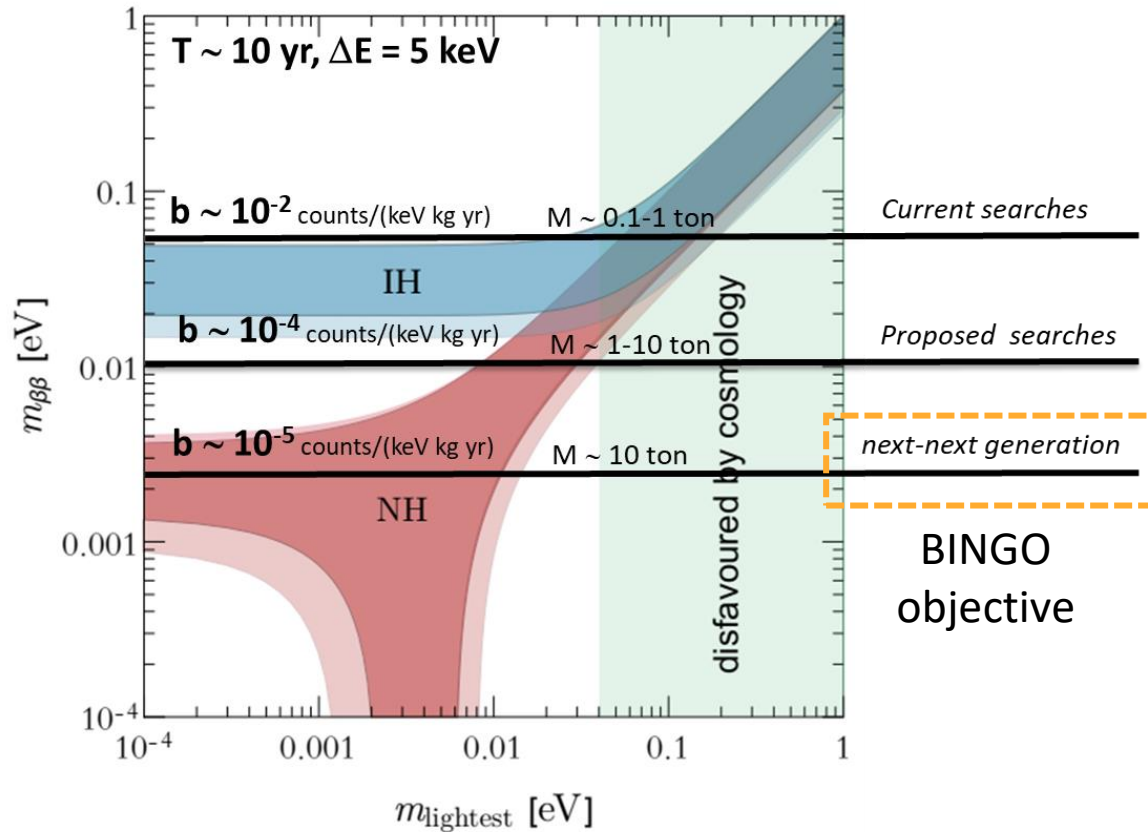 1
T ~ 10 yr, ΔE = 5 keV
0.1
b ~ 10⁻² counts/(keV kg yr)
M ~ 0.1-1 ton
Current searches
IH
b ~ 10⁻⁴ counts/(keV kg yr)
M ~ 1-10 ton
Proposed searches
0.01
mββ [eV]
disfavoured by cosmology
b ~ 10⁻⁵ counts/(keV kg yr)
M ~ 10 ton
next-next generation
NH
0.001
BINGO
objective
10⁻⁴
10⁻⁴ 0.001 0.01 0.1 1
mlightest [eV]